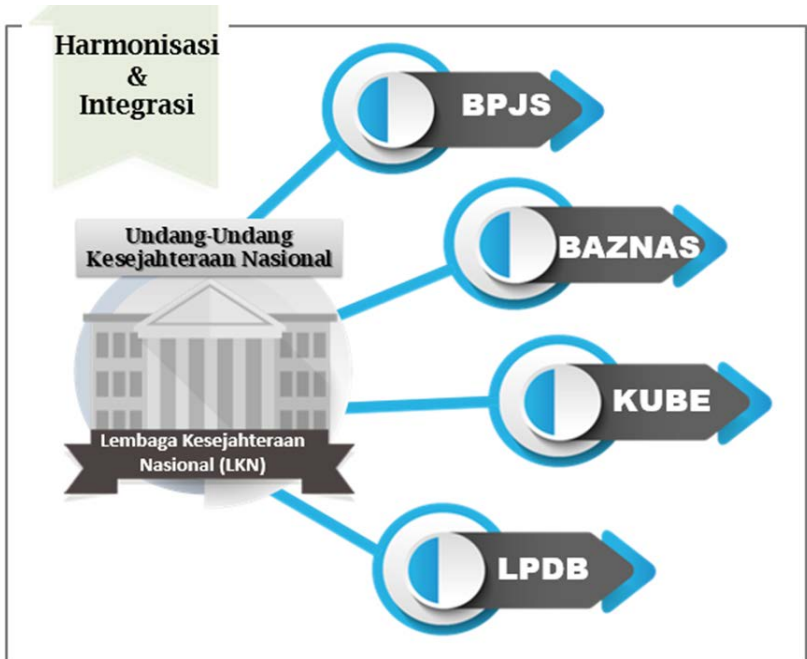 Harmonisasi
&
Integrasi
Undang-Undang
Kesejahteraan Nasional
Lembaga Kesejahteraan
Nasional (LKN)
BPJS
BAZNAS
KUBE
LPDB